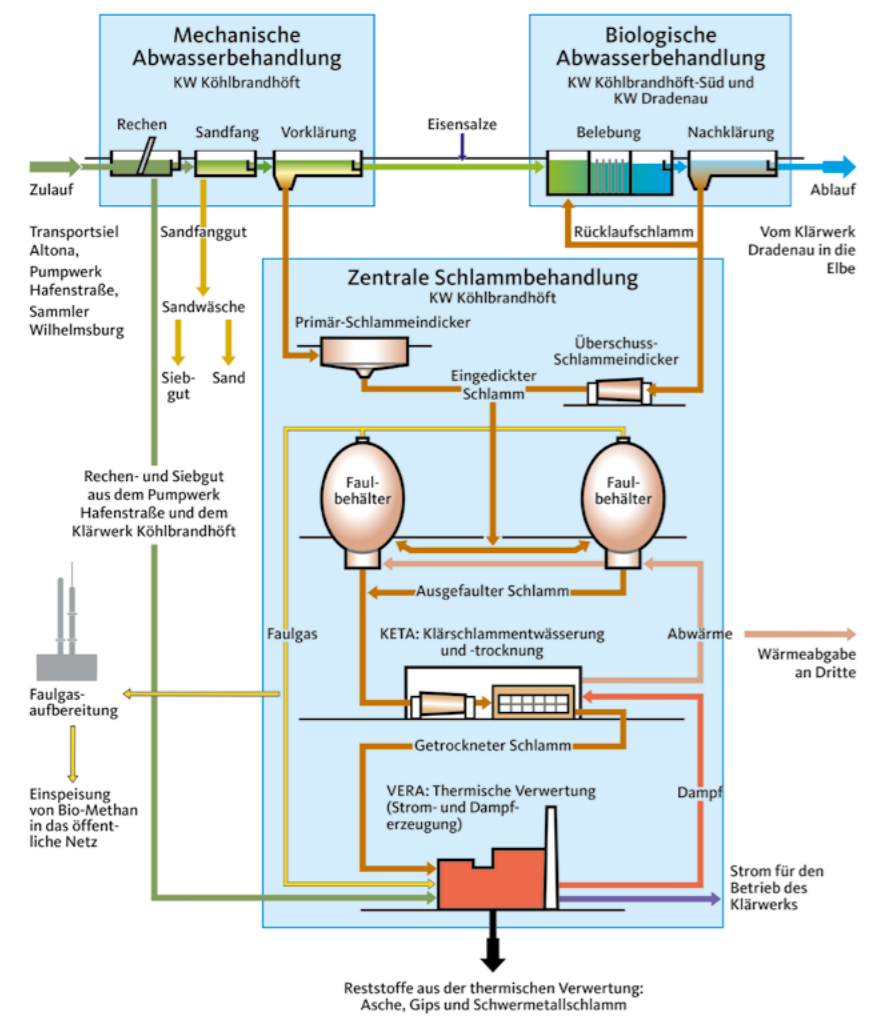 Mechanische
Abwasserbehandlung
KW Köhlbrandhöft
Biologische
Abwasserbehandlung
KW Köhlbrandhöft-Süd und
KW Dradenau
Rechen
Sandfang
Vorklärung
Eisensalze
Belebung
Nachklärung
Zulauf
Ablauf
Transportsiel
Altona,
Pumpwerk
Hafenstraße,
Sammler
Wilhelmsburg
Sandfanggut
Rücklaufschlamm
Vom Klärwerk
Dradenau in die
Elbe
Zentrale Schlammbehandlung
KW Köhlbrandhöft
Sandwäsche
Primär-Schlammeindicker
Überschuss-
Schlammeindicker
Sieb-
gut
Sand
Eingedickter
Schlamm
Rechen- und Siebgut
aus dem Pumpwerk
Hafenstraße und dem
Klärwerk Köhlbrandhöft
Faul-
behälter
Faul-
behälter
Ausgefaulter Schlamm
Faulgas
KETA: Klärschlammentwässerung
und -trocknung
Abwärme
Wärmeabgabe
an Dritte
Faulgas-
aufbereitung
Getrockneter Schlamm
Einspeisung
von Bio-Methan
in das öffent-
liche Netz
VERA: Thermische Verwertung
(Strom- und Dampf-
erzeugung)
Dampf
Strom für den
Betrieb des
Klärwerks
Reststoffe aus der thermischen Verwertung:
Asche, Gips und Schwermetallschlamm